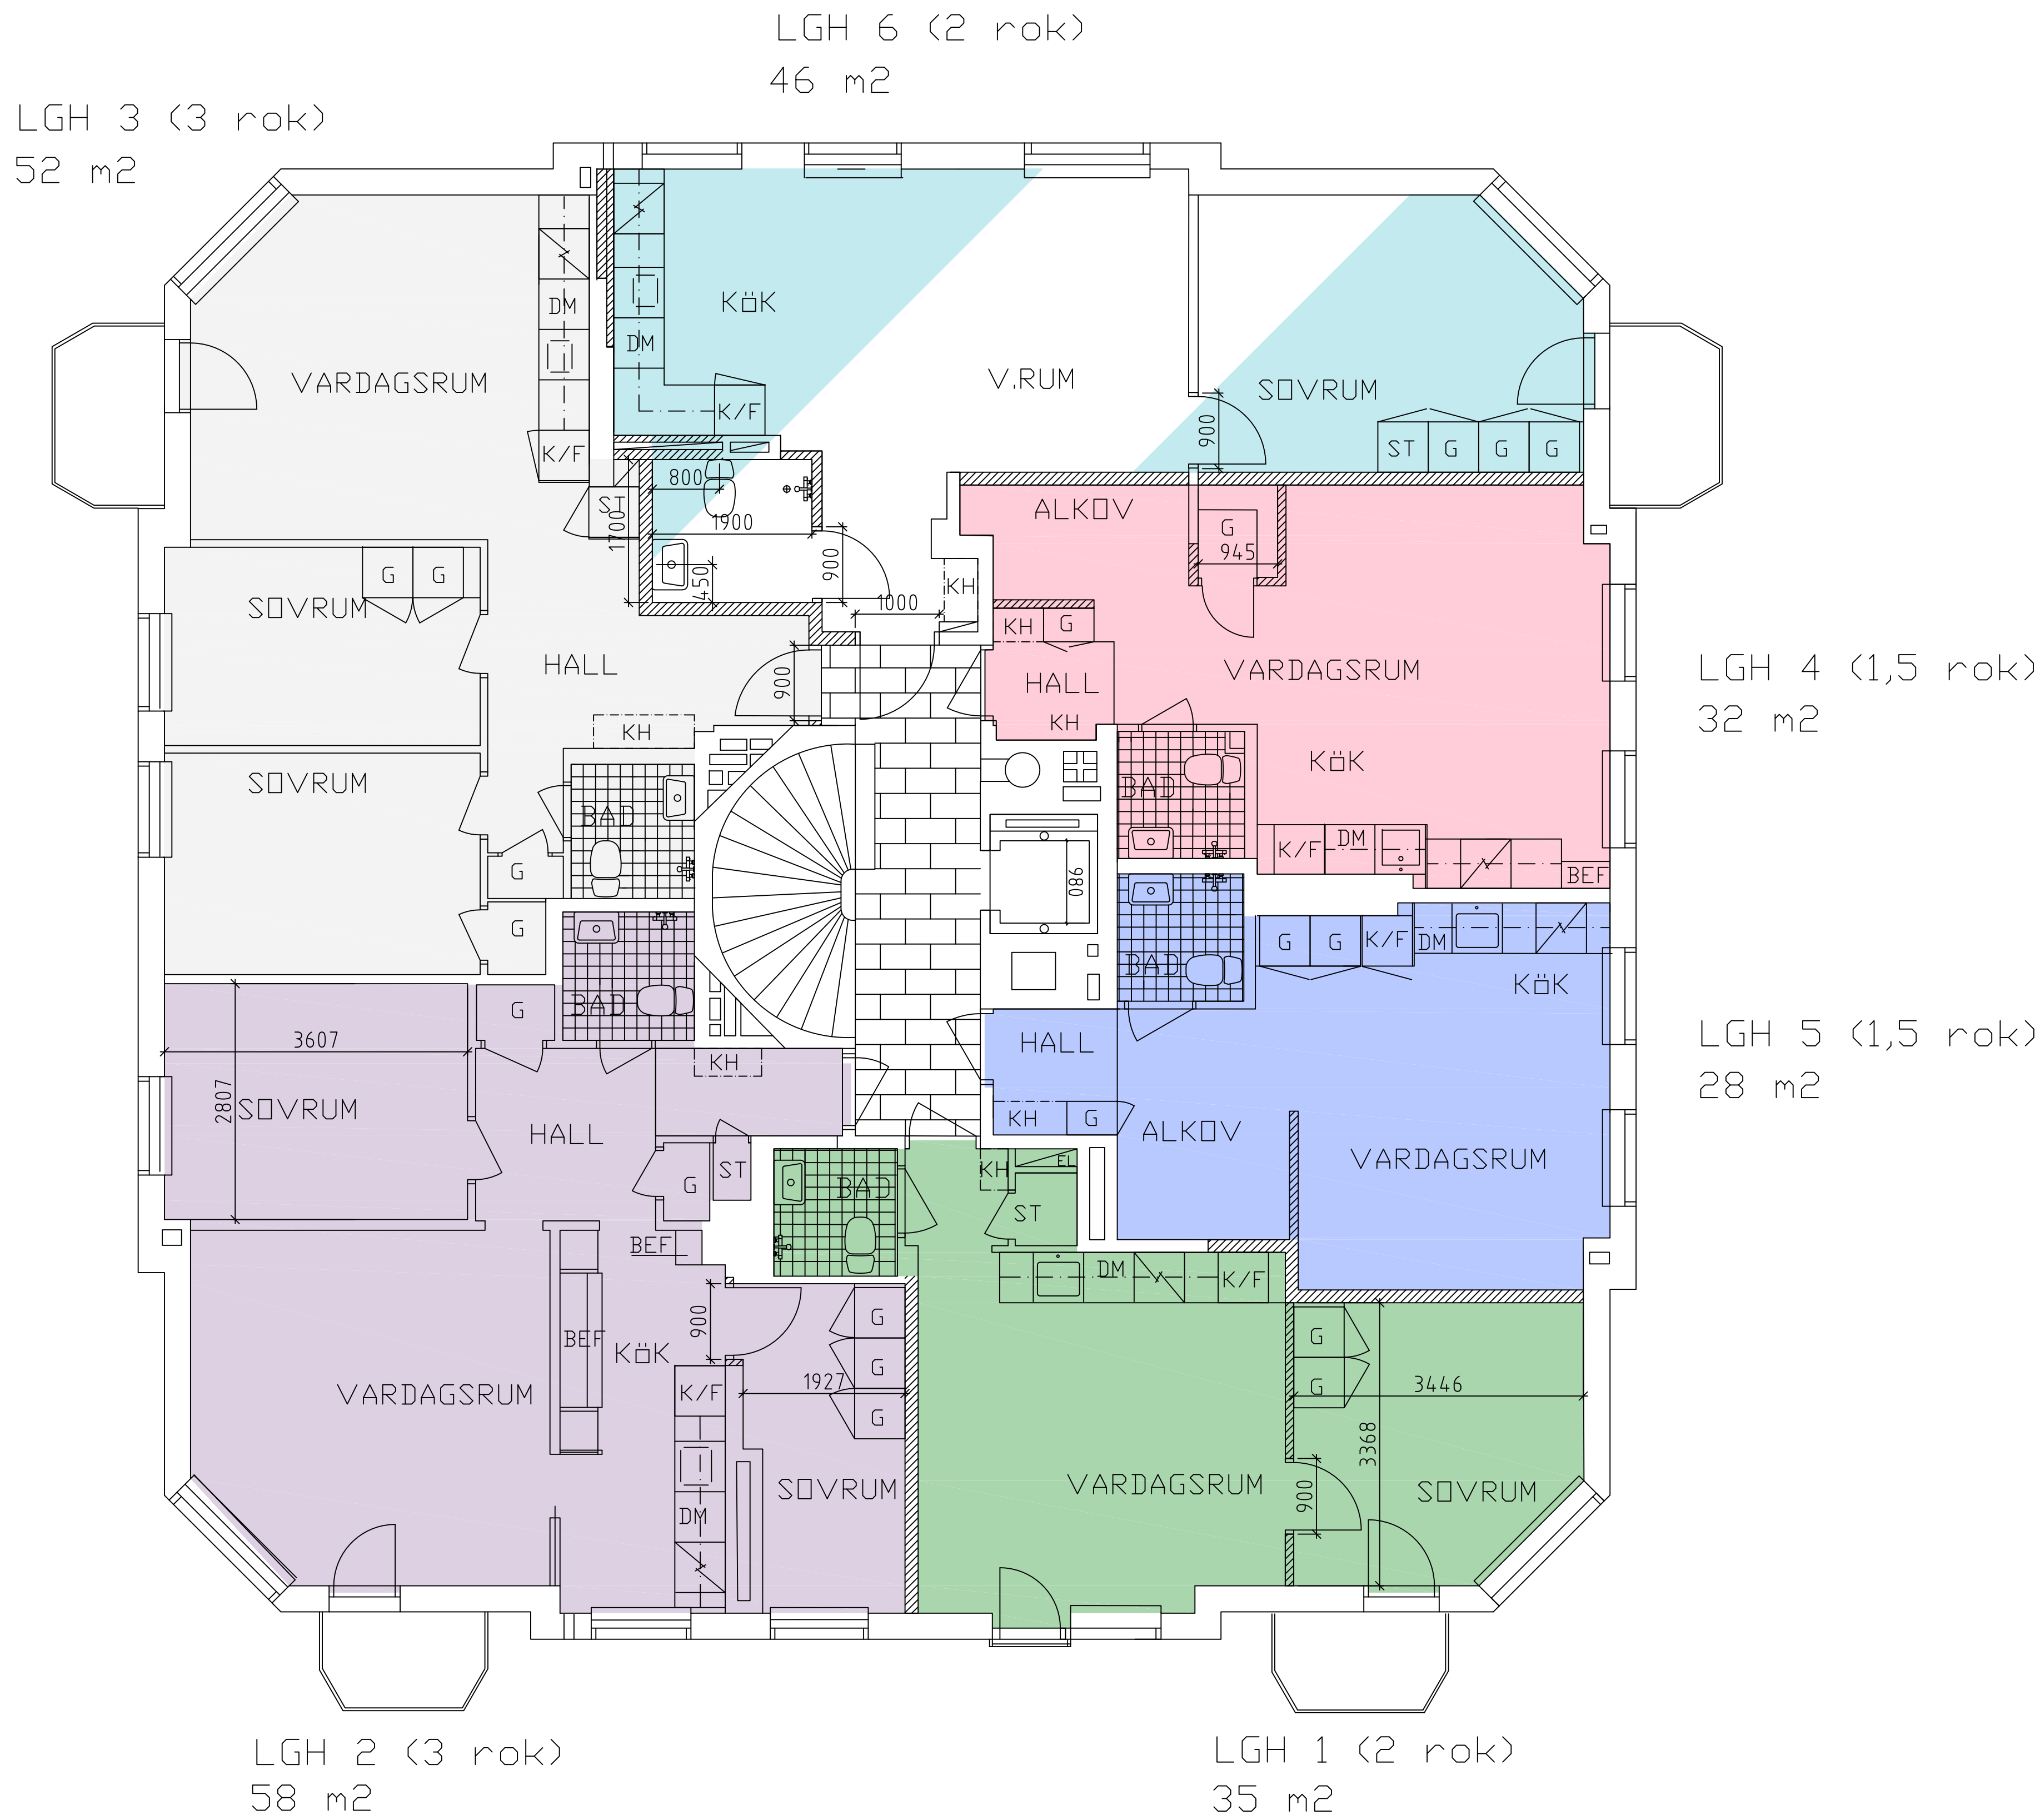 LGH 6 (2 rok)
46 m2
LGH 3 (3 rok)
52 m2
DM
KöK
DM
VARDAGSRUM
V.RUM
SOVRUM
K/F
900
K/F
ST
G
G
G
800
ST
1700
1900
ALKOV
G
945
900
G
G
450
KH
SOVRUM
1000
KH
G
HALL
900
HALL
VARDAGSRUM
LGH 4 (1,5 rok)
32 m2
KH
KH
KöK
SOVRUM
BAD
BAD
K/F
DM
G
980
BEF
G
G
G
K/F
DM
BAD
KöK
BAD
G
3607
KH
HALL
LGH 5 (1,5 rok)
28 m2
2807
SOVRUM
HALL
KH
G
ALKOV
VARDAGSRUM
ST
G
BAD
KH
EL
ST
BEF
DM
K/F
900
G
BEF
KöK
G
G
G
G
K/F
1927
3446
VARDAGSRUM
G
3368
SOVRUM
VARDAGSRUM
900
SOVRUM
DM
LGH 2 (3 rok)
58 m2
LGH 1 (2 rok)
35 m2